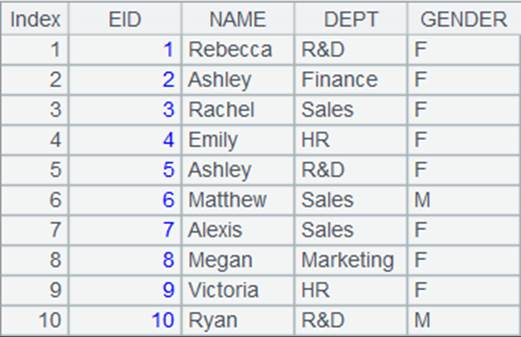 Index EID NAME DEPT GENDER
1 1 Rebecca R&D F
2 2 Ashley Finance F
3 3 Rachel Sales F
4 4 Emily HR F
5 5 Ashley R&D F
6 6 Matthew Sales M
7 7 Alexis Sales F
8 8 Megan Marketing F
9 9 Victoria HR F
10 10 Ryan R&D M